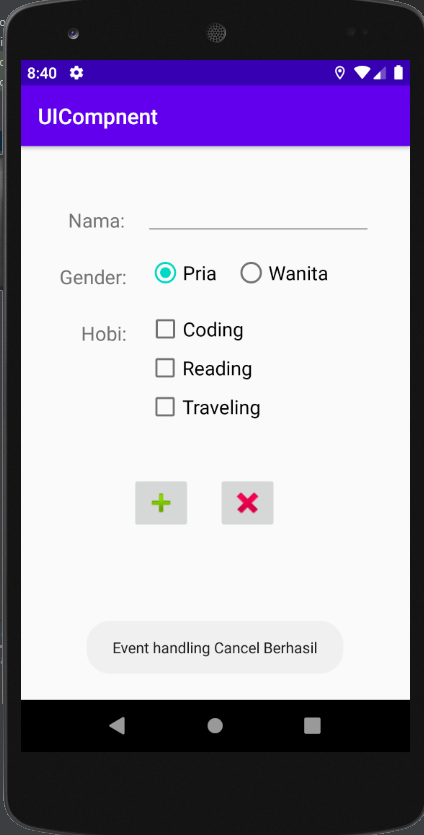 8:40
UICompnent
Nama:
Gender: Pria Wanita
Hobi: Coding
Reading
Traveling
Event handling Cancel Berhasil